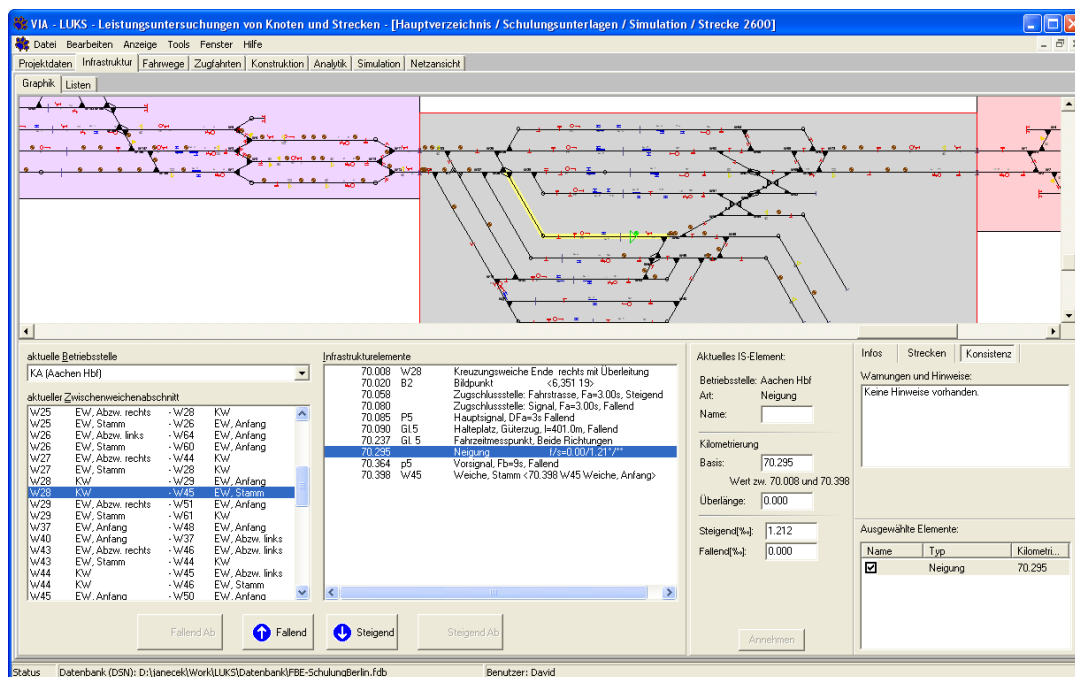 VIA - LUKS - Leistungsuntersuchungen von Knoten und Strecken - [Hauptverzeichnis / Schulungsunterlagen / Simulation / Strecke 2600]
Datei Bearbeiten Anzeige Tools Fenster Hilfe
Projektdaten Infrastruktur Fahrwege Zugfahrten Konstruktion Analytik Simulation Netzansicht
Graphik Listen
aktuelle Betriebsstelle
KA (Aachen Hbf)
aktueller Zwischenweichenabschnitt
W25 EW, Abzw. rechts - W28 KW
W25 EW, Stamm - W26 EW, Anfang
W26 EW, Abzw. links - W64 EW, Anfang
W26 EW, Stamm - W60 EW, Anfang
W27 EW, Abzw. rechts - W44 KW
W27 EW, Stamm - W28 KW
W28 KW - W29 EW, Anfang
W28 KW - W45 EW, Stamm
W29 EW, Abzw. rechts - W51 EW, Anfang
W29 EW, Stamm - W61 KW
W37 EW, Anfang - W48 EW, Anfang
W40 EW, Anfang - W37 EW, Abzw. links
W43 EW, Abzw. rechts - W46 EW, Abzw. links
W43 EW, Stamm - W44 KW
W44 KW - W45 EW, Abzw. links
W44 KW - W46 EW, Stamm
W45 EW, Anfang - W50 EW, Anfang
Fallend Ab
Fallend
Steigend
Steigend Ab
Infrastrukturelemente
70.008 W28 Kreuzungsweiche Ende rechts mit Überleitung
70.020 B2 Bildpunkt <6,351 19>
70.058 Zugschlussstelle: Fahrstrasse, Fa=3.00s, Steigend
70.080 Zugschlussstelle: Signal, Fa=3.00s, Fallend
70.085 P5 Hauptsignal, DFa=3s Fallend
70.090 Gl.5 Halteplatz, Güterzug, l=401.0m, Fallend
70.237 Gl. 5 Fahrzeitmesspunkt, Beide Richtungen
70.295 Neigung f/s=0.00/1.21°/°°
70.364 p5 Vorsignal, Fb=9s, Fallend
70.398 W45 Weiche, Stamm <70.398 W45 Weiche, Anfang>
Aktuelles IS-Element:
Betriebsstelle: Aachen Hbf
Art: Neigung
Name:
Kilometrierung
Basis: 70.295
Wert zw. 70.008 und 70.398
Überlänge: 0.000
Steigend[‰]: 1.212
Fallend[‰]: 0.000
Annehmen
Infos Strecken Konsistenz
Warnungen und Hinweise:
Keine Hinweise vorhanden.
Ausgewählte Elemente:
Name Typ Kilometri...
Neigung 70.295
Status Datenbank (DSN): D:\janecek\Work\LUKS\Datenbank\FBE-SchulungBerlin.fdb Benutzer: David